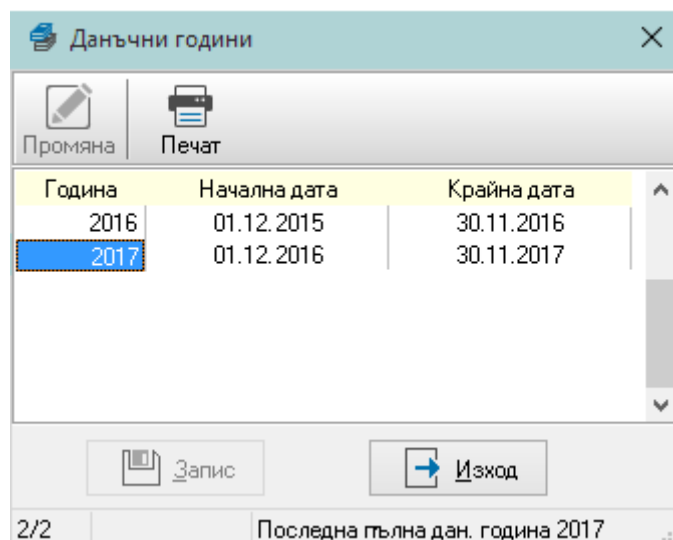 Данъчни години
Промяна Печат
Година Начална дата Крайна дата
2016 01.12.2015 30.11.2016
2017 01.12.2016 30.11.2017
Запис Изход
2/2 Последна пълна дан. година 2017